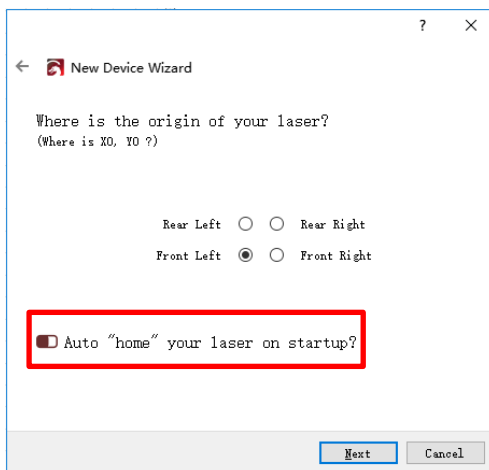 ?
New Device Wizard
Where is the origin of your laser?
(Where is X0, Y0 ?)
Rear Left Rear Right
Front Left Front Right
Auto "home" your laser on startup?
Next Cancel